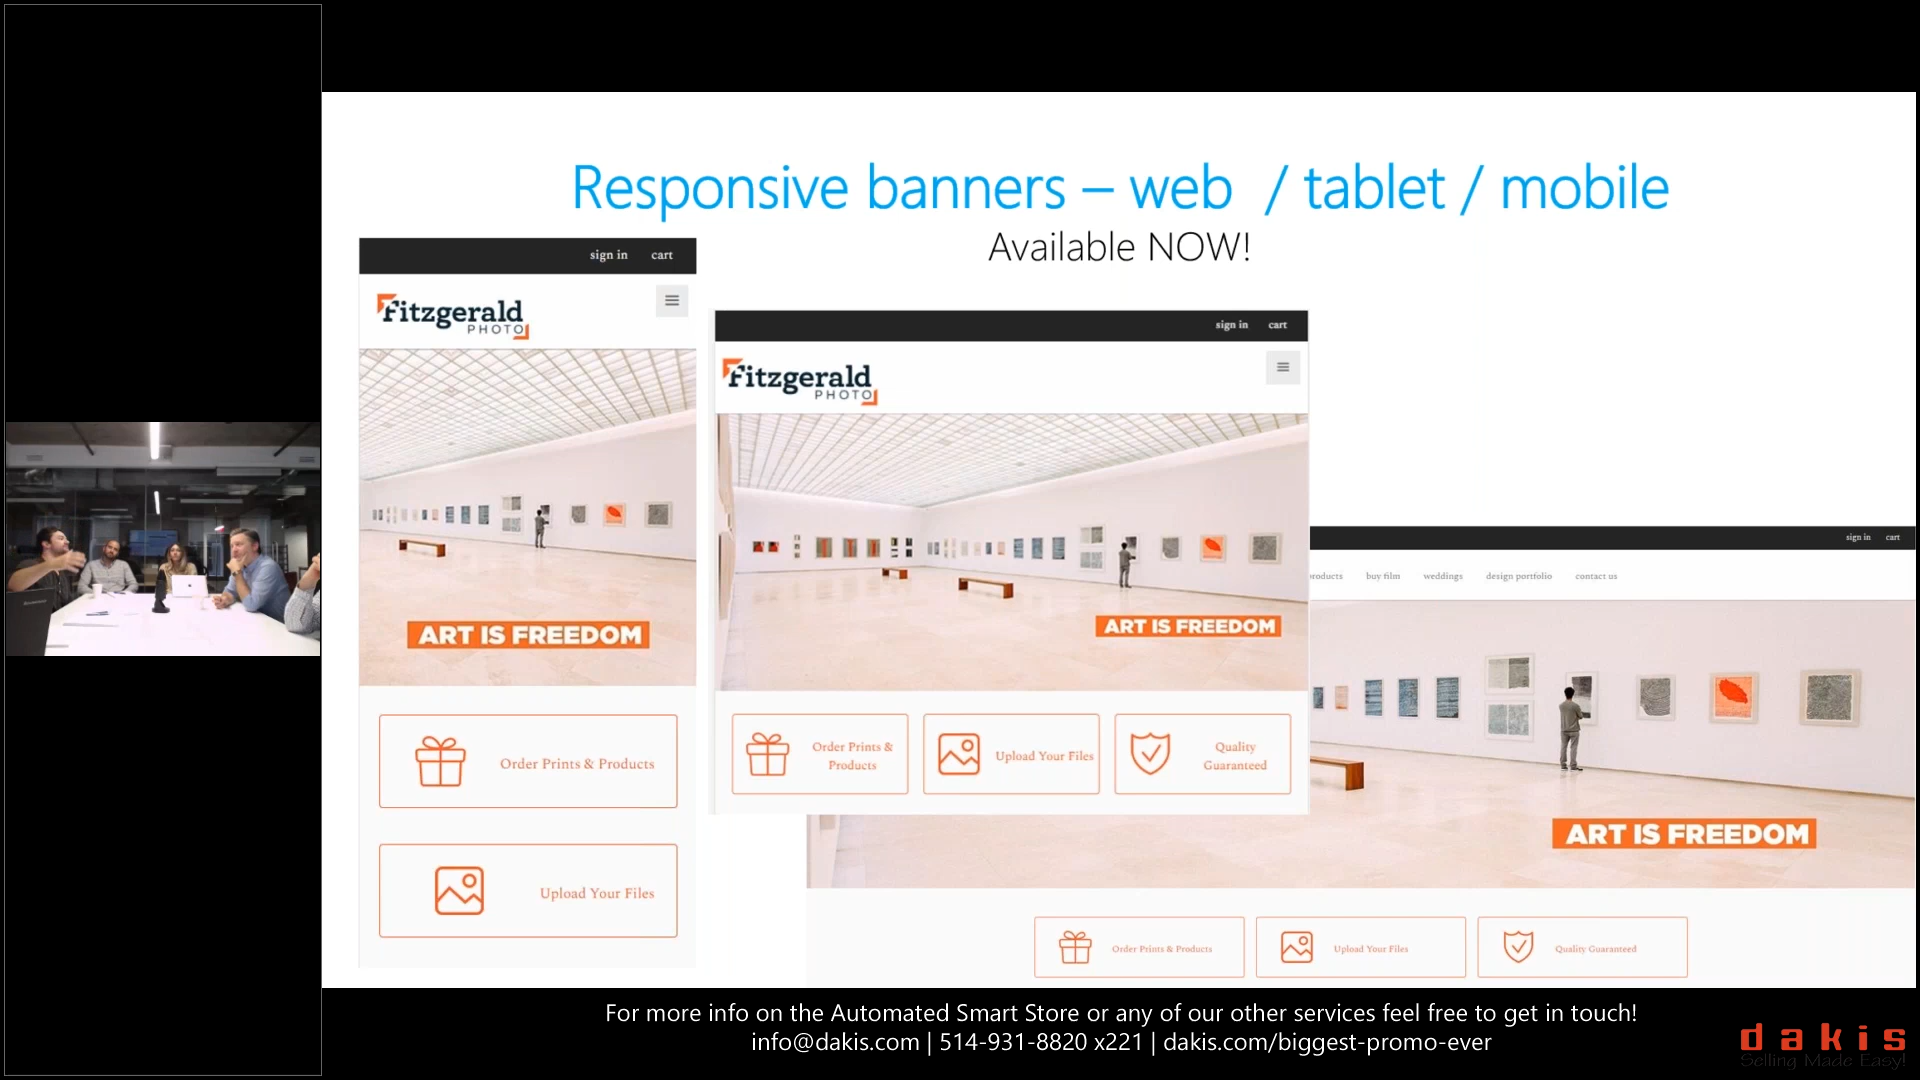 Responsive banners – web / tablet / mobile
Available NOW!
sign in cart
Fitzgerald
PHOTO
ART IS FREEDOM
Order Prints & Products
Upload Your Files
sign in cart
Fitzgerald
PHOTO
ART IS FREEDOM
Order Prints &
Products
Upload Your Files
Quality
Guaranteed
sign in cart
roducts buy film weddings design portfolio contact us
ART IS FREEDOM
Order Prints & Products
Upload Your Files
Quality Guaranteed
For more info on the Automated Smart Store or any of our other services feel free to get in touch!
info@dakis.com | 514-931-8820 x221 | dakis.com/biggest-promo-ever
dakis
Selling Made Easy!